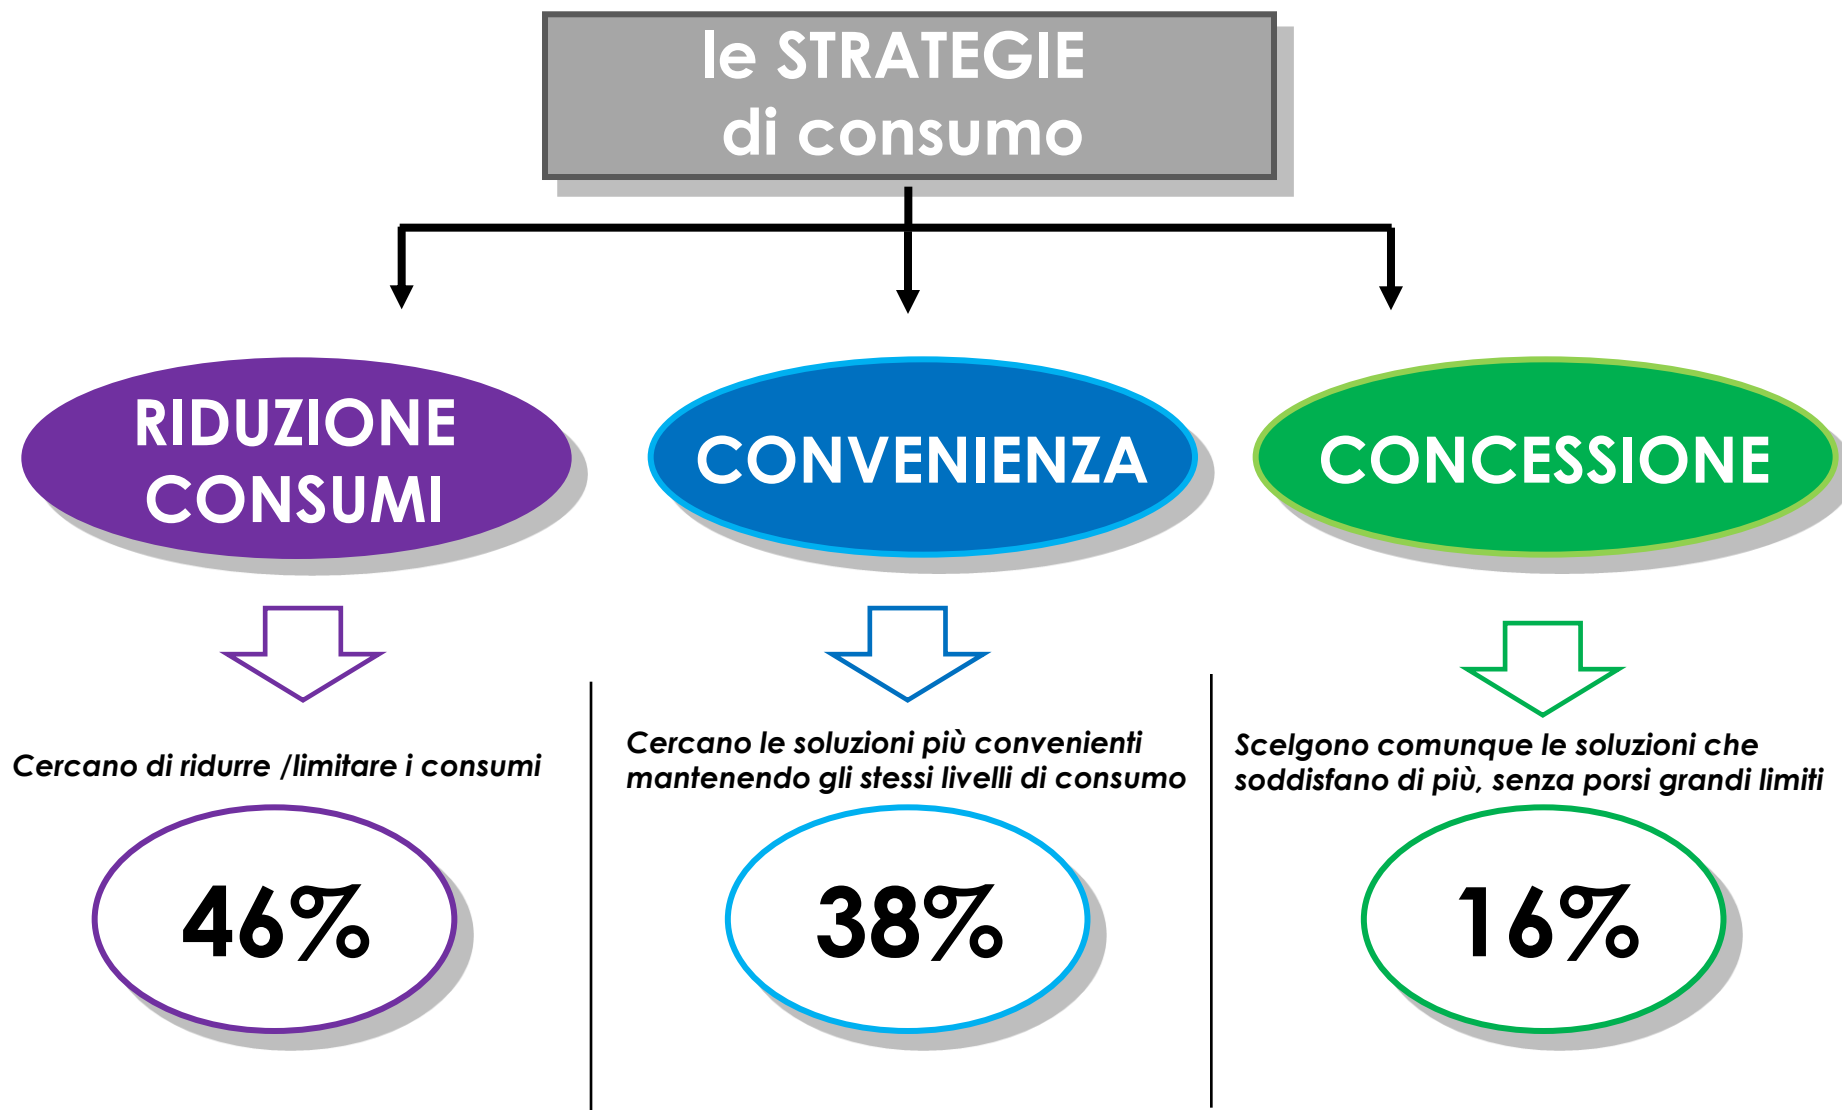 le STRATEGIE
di consumo
RIDUZIONE
CONSUMI
CONVENIENZA
CONCESSIONE
Cercano di ridurre /limitare i consumi
Cercano le soluzioni più convenienti
mantenendo gli stessi livelli di consumo
Scelgono comunque le soluzioni che
soddisfano di più, senza porsi grandi limiti
46%
38%
16%